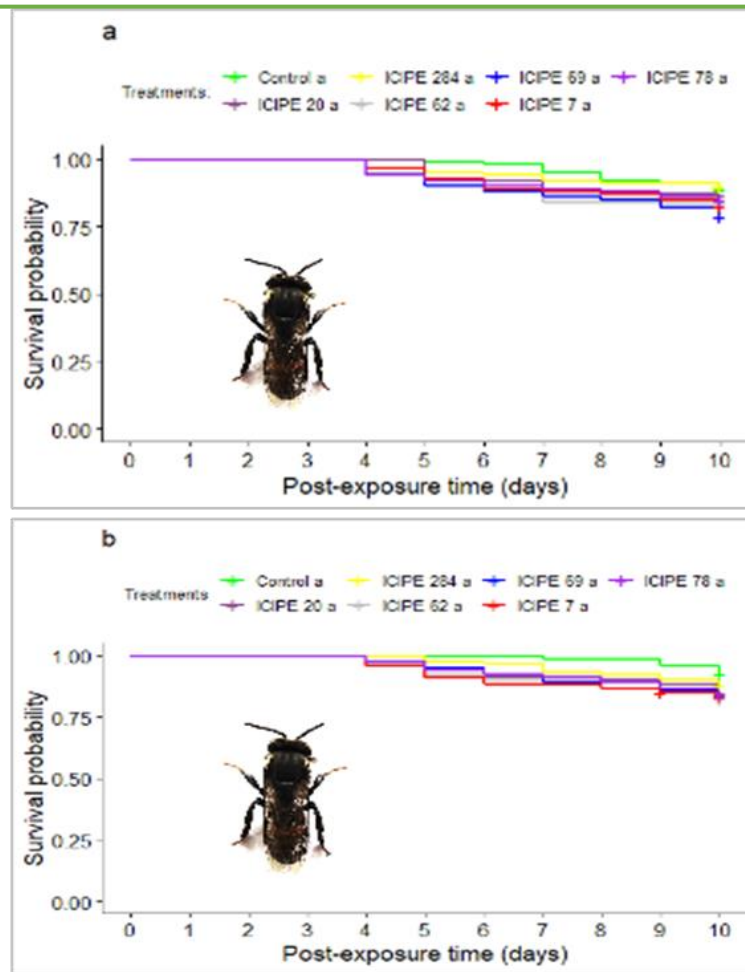 a
Treatments. Control a ICIPE 284 a ICIPE 69 a ICIPE 78 a
ICIPE 20 a ICIPE 62 a ICIPE 7 a
Survival probability
1.00
0.75
0.50
0.25
0.00
0 1 2 3 4 5 6 7 8 9 10
Post-exposure time (days)
b
Treatments Control a ICIPE 284 a ICIPE 69 a ICIPE 78 a
ICIPE 20 a ICIPE 62 a ICIPE 7 a
Survival probability
1.00
0.75
0.50
0.25
0.00
0 1 2 3 4 5 6 7 8 9 10
Post-exposure time (days)